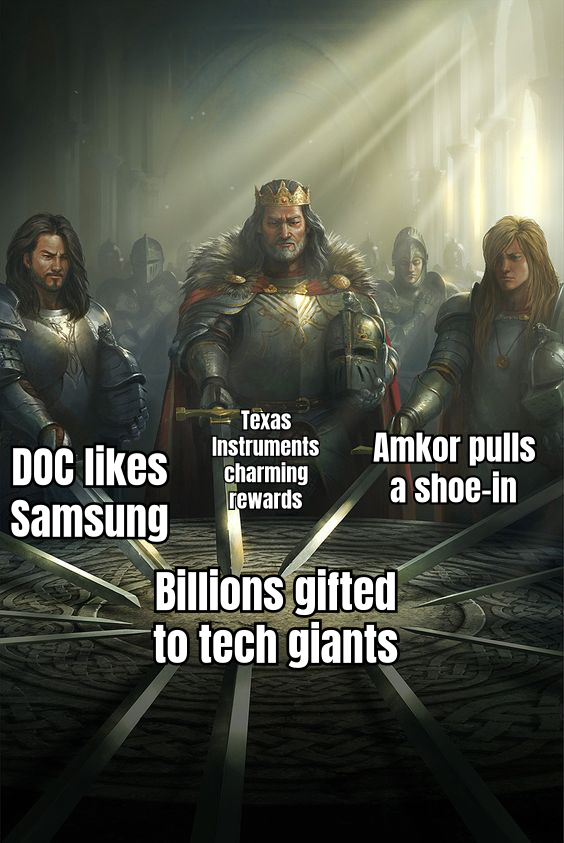 DOC likes
Samsung
Texas
Instruments
charming
rewards
Amkor pulls
a shoe-in
Billions gifted
to tech giants